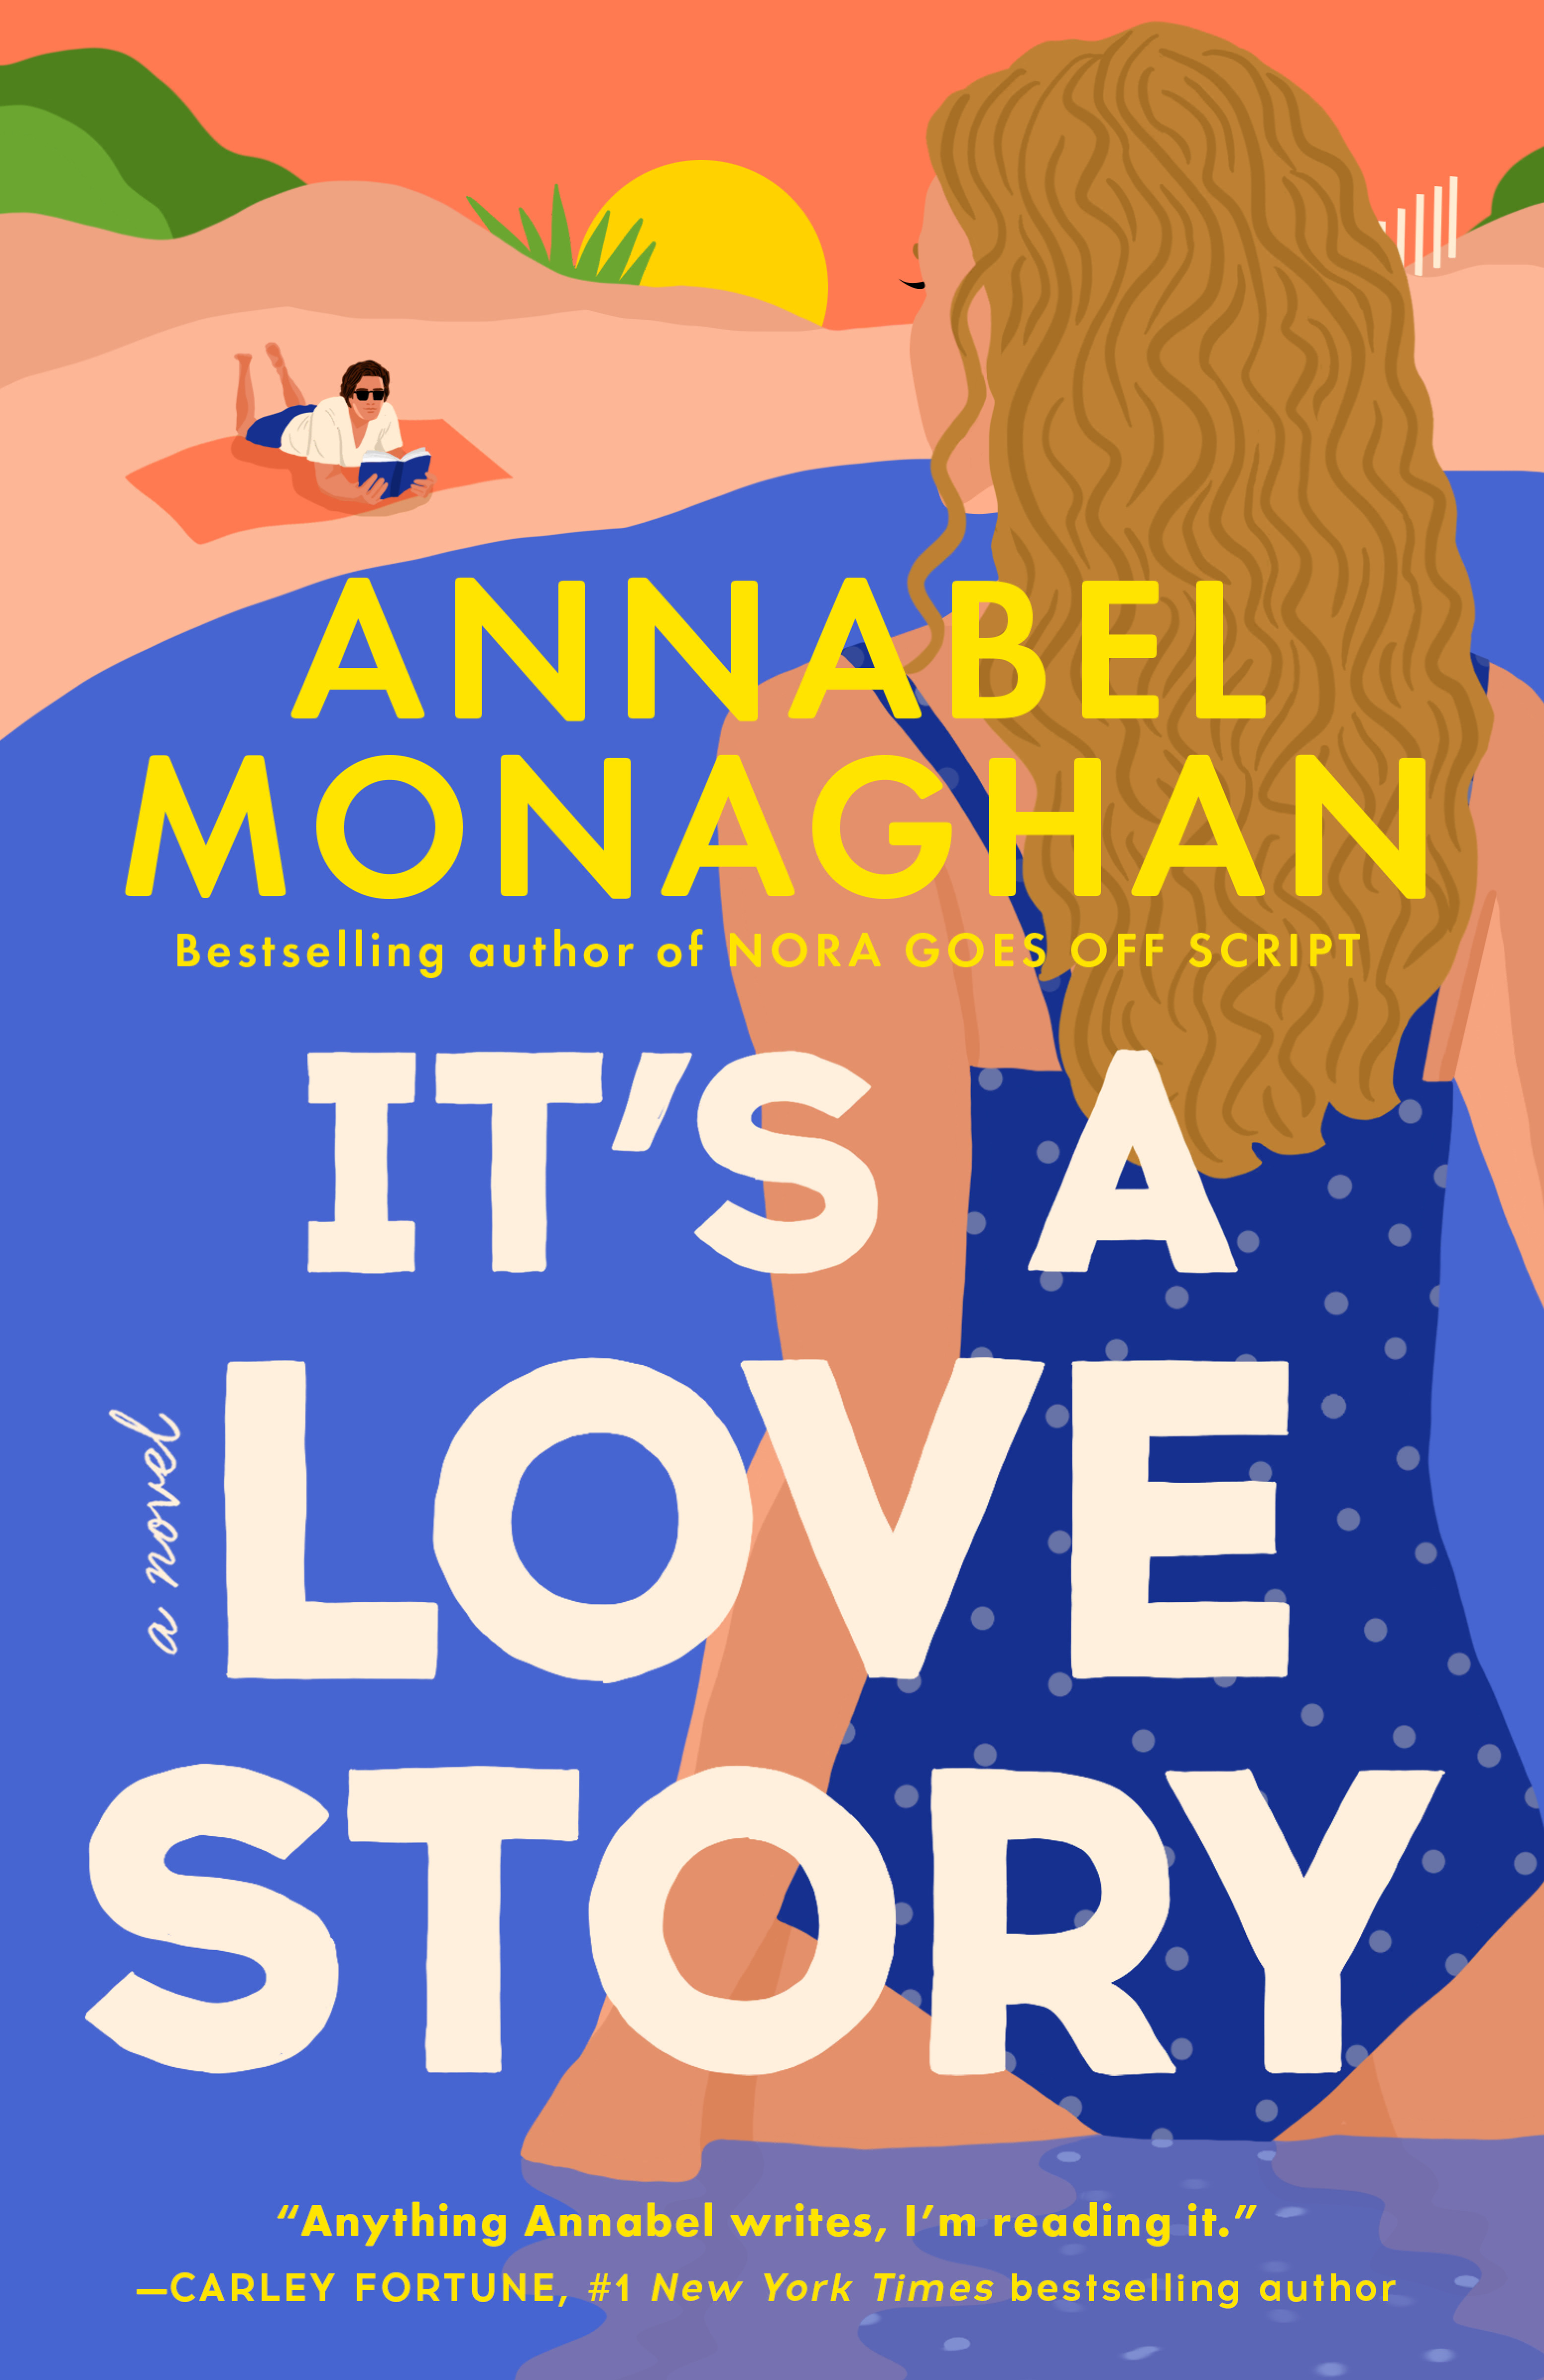 ANNABEL
MONAGHAN
Bestselling author of NORA GOES OFF SCRIPT
IT’S A
LOVE
a novel
STORY
“Anything Annabel writes, I’m reading it.”
—CARLEY FORTUNE, #1 New York Times bestselling author